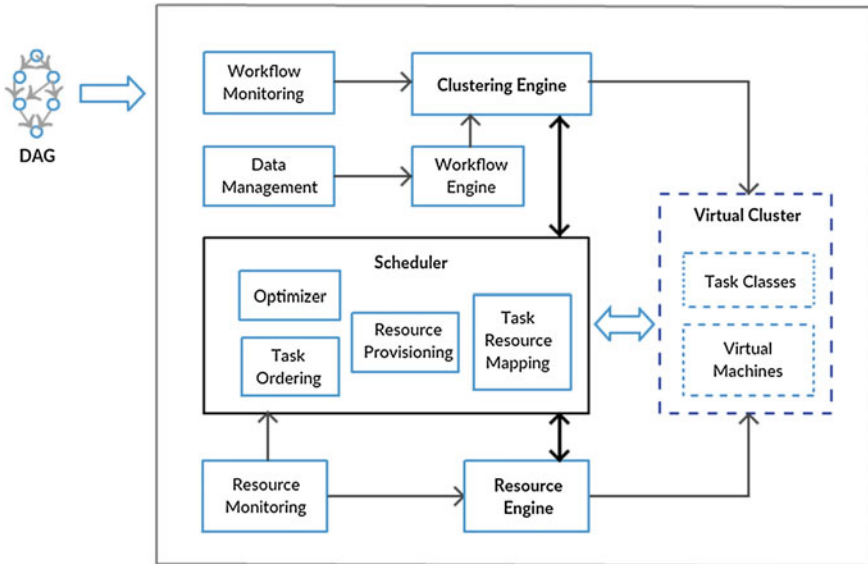 DAG
Workflow
Monitoring
Clustering Engine
Data
Management
Workflow
Engine
Scheduler
Optimizer
Task
Ordering
Resource
Provisioning
Task
Resource
Mapping
Virtual Cluster
Task Classes
Virtual
Machines
Resource
Monitoring
Resource
Engine